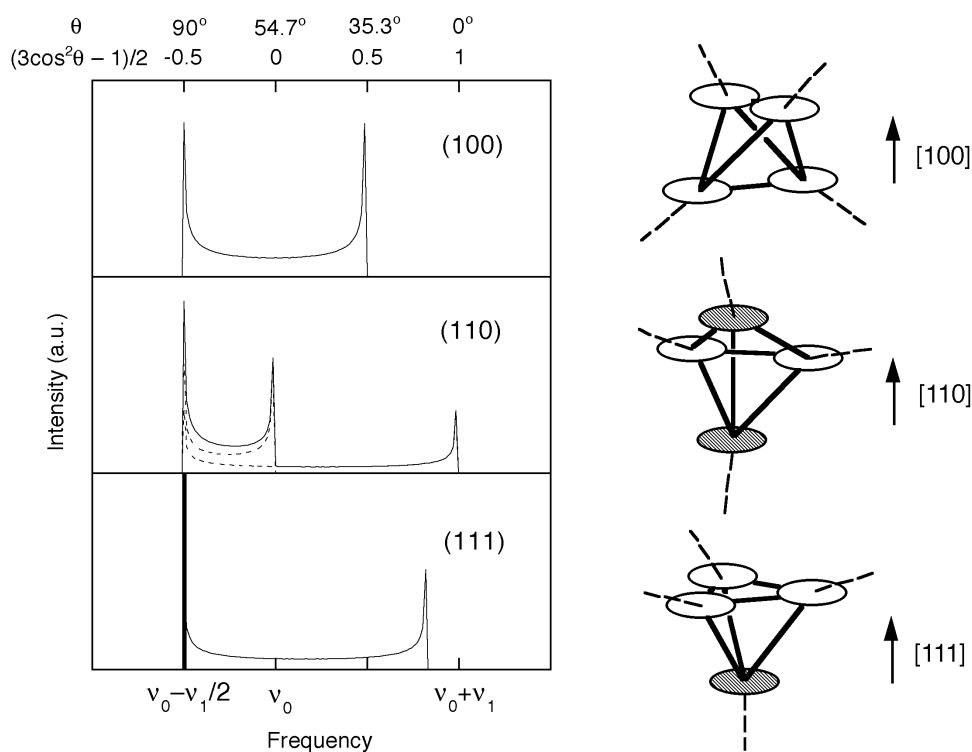 θ 90° 54.7° 35.3° 0°
(3cos²θ − 1)/2 -0.5 0 0.5 1
(100)
[100]
(110)
[110]
Intensity (a.u.)
(111)
[111]
ν₀−ν₁/2 ν₀ ν₀+ν₁
Frequency